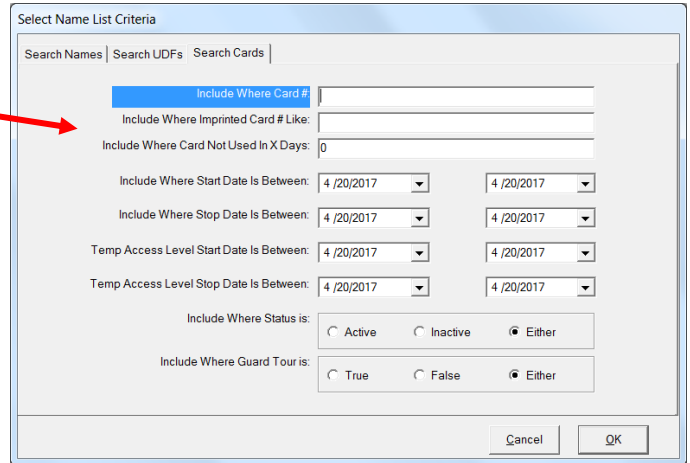 Select Name List Criteria
Search Names Search UDFs Search Cards
Include Where Card #:
Include Where Imprinted Card # Like:
Include Where Card Not Used In X Days: 0
Include Where Start Date Is Between: 4 /20/2017 4 /20/2017
Include Where Stop Date Is Between: 4 /20/2017 4 /20/2017
Temp Access Level Start Date Is Between: 4 /20/2017 4 /20/2017
Temp Access Level Stop Date Is Between: 4 /20/2017 4 /20/2017
Include Where Status is: Active Inactive Either
Include Where Guard Tour is: True False Either
Cancel OK